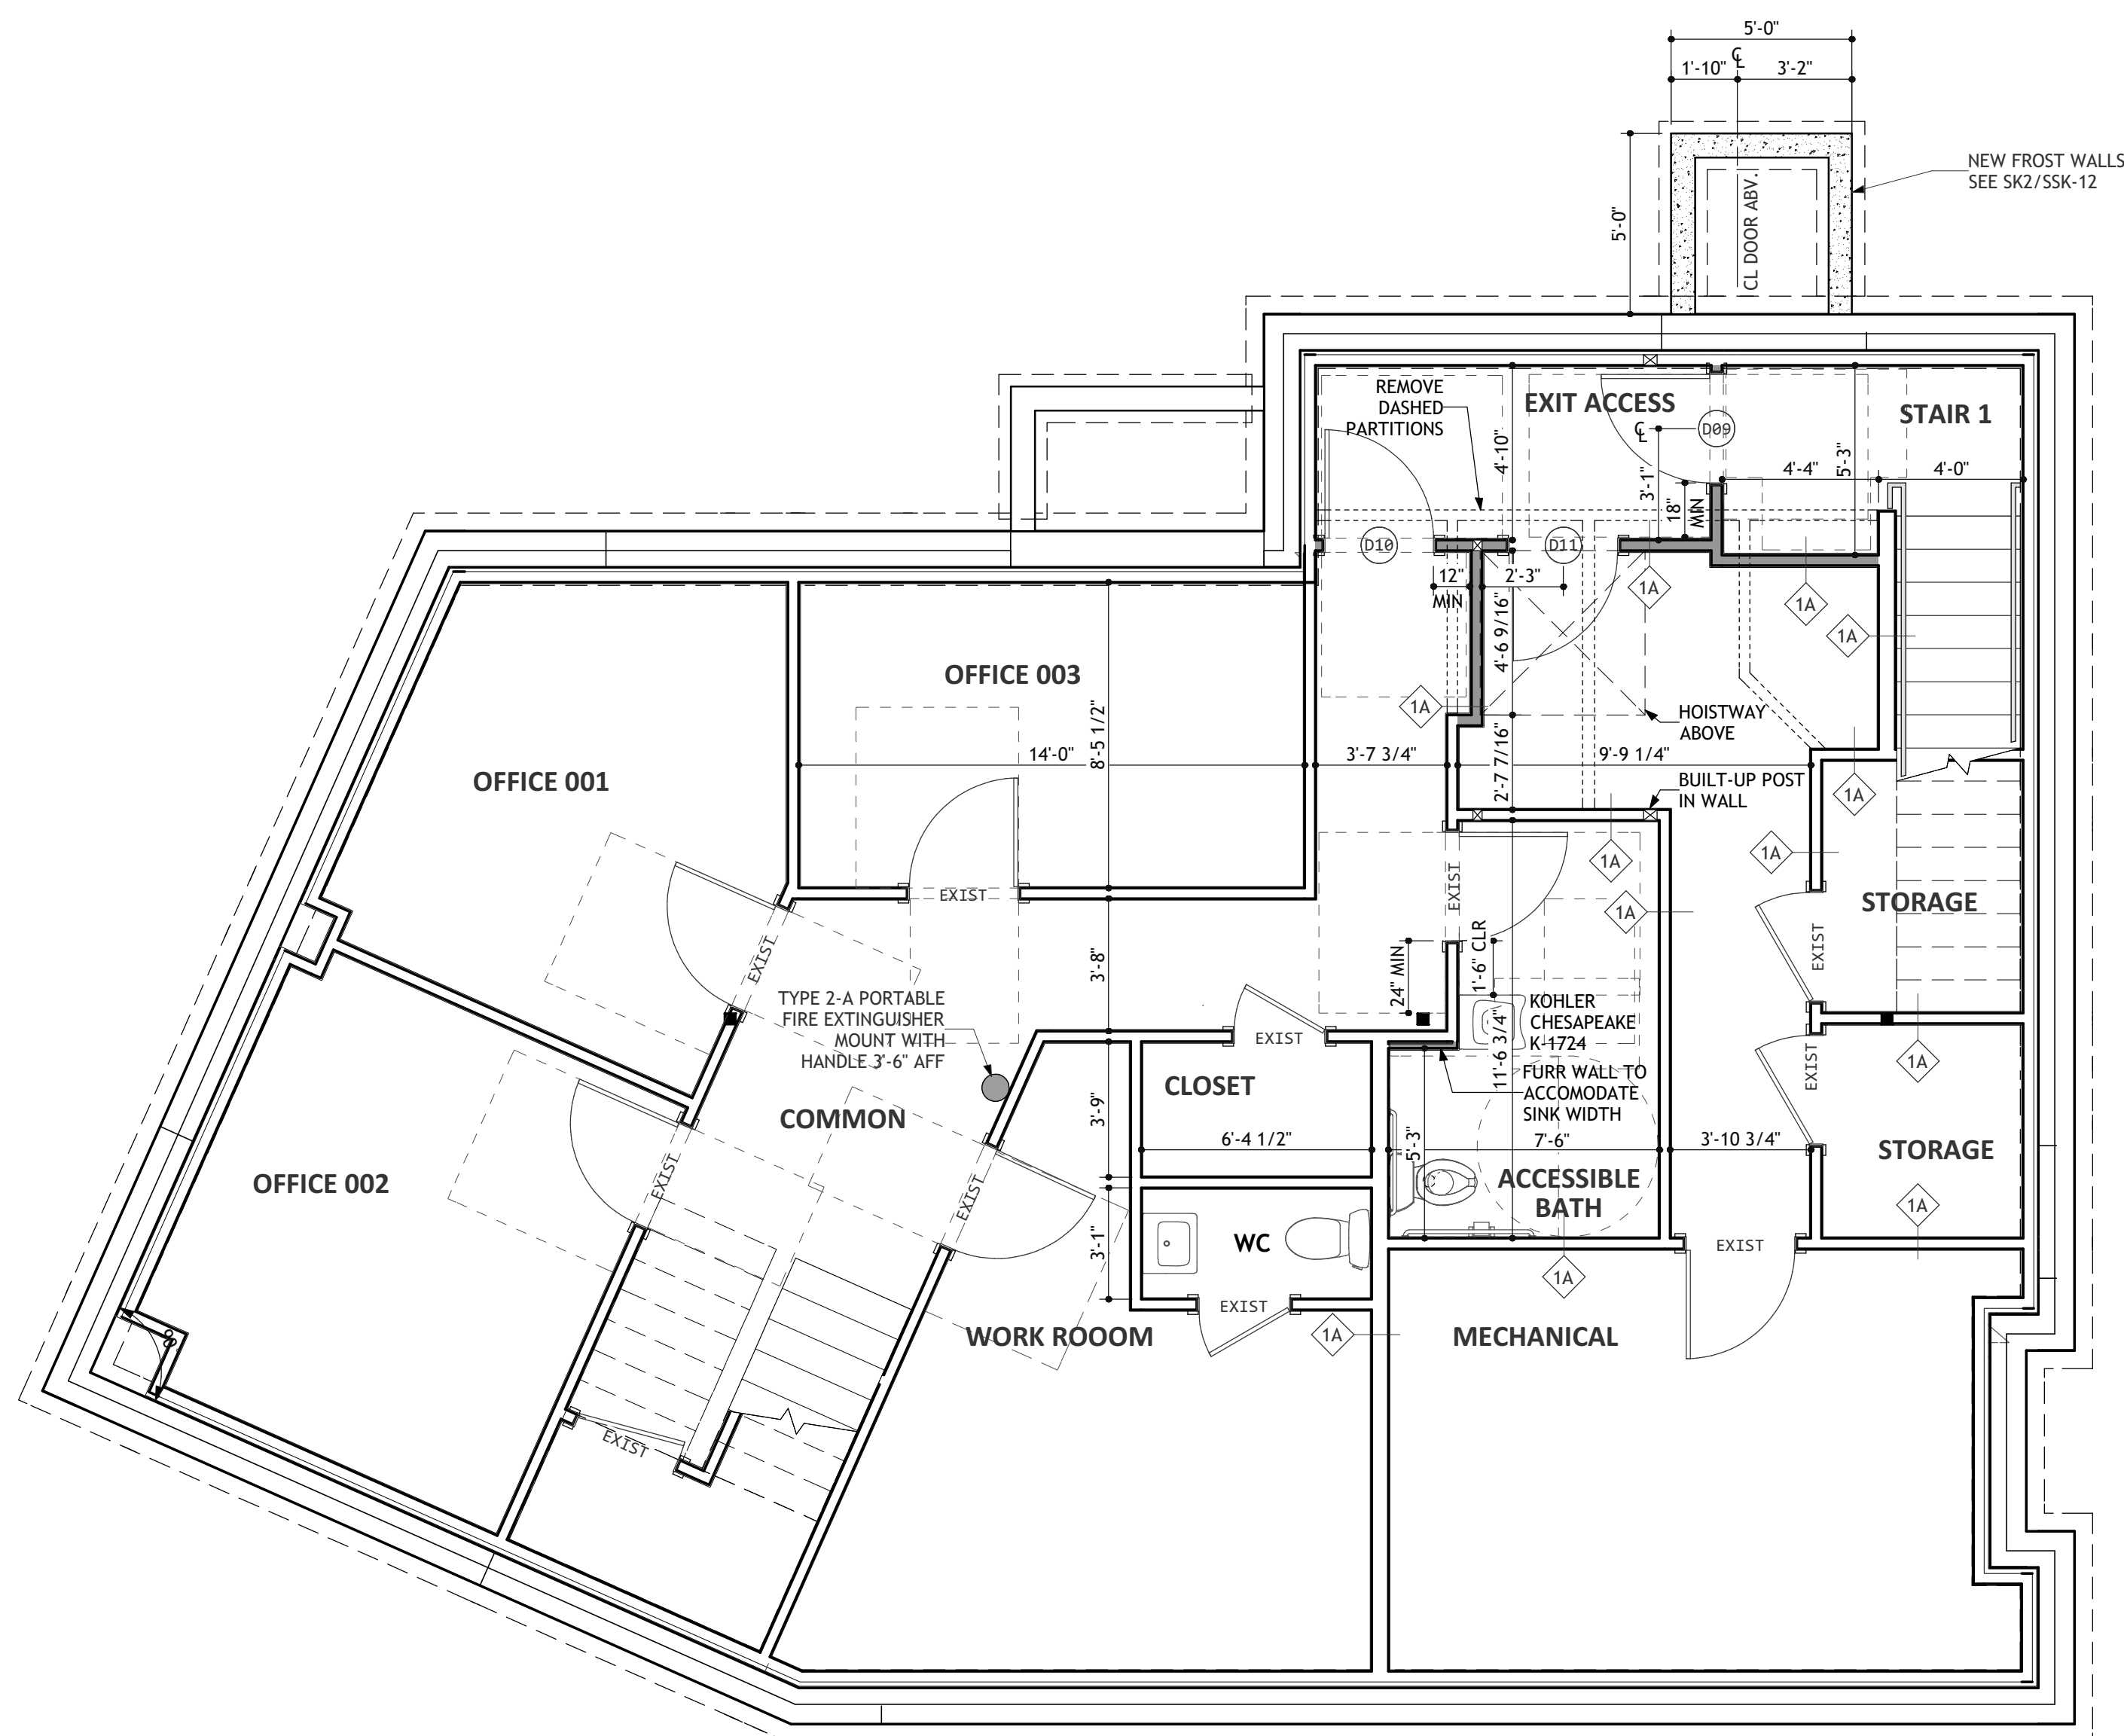 5'-0"
1'-10" ℄ 3'-2"
NEW FROST WALLS
SEE SK2/SSK-12
5'-0"
CL DOOR ABV.
REMOVE
DASHED
PARTITIONS
EXIT ACCESS
STAIR 1
℄
D09
4'-10"
3'-1"
5'-3"
4'-4"
4'-0"
18"
MIN
D10
D11
12"
MIN
2'-3"
1A
1A
1A
4'-6 9/16"
OFFICE 003
1A
HOISTWAY
ABOVE
8'-5 1/2"
14'-0"
3'-7 3/4"
2'-7 7/16"
9'-9 1/4"
OFFICE 001
BUILT-UP POST
IN WALL
1A
1A
1A
1A
EXIST
EXIST
STORAGE
EXIST
EXIST
3'-8"
24" MIN
1'-6" CLR
TYPE 2-A PORTABLE
FIRE EXTINGUISHER
MOUNT WITH
HANDLE 3'-6" AFF
KOHLER
CHESAPEAKE
K-1724
11'-6 3/4"
EXIST
EXIST
1A
FURR WALL TO
ACCOMODATE
SINK WIDTH
CLOSET
3'-9"
COMMON
6'-4 1/2"
5'-3"
7'-6"
3'-10 3/4"
STORAGE
OFFICE 002
EXIST
EXIST
ACCESSIBLE
BATH
1A
3'-1"
WC
EXIST
1A
EXIST
WORK ROOOM
1A
MECHANICAL
EXIST